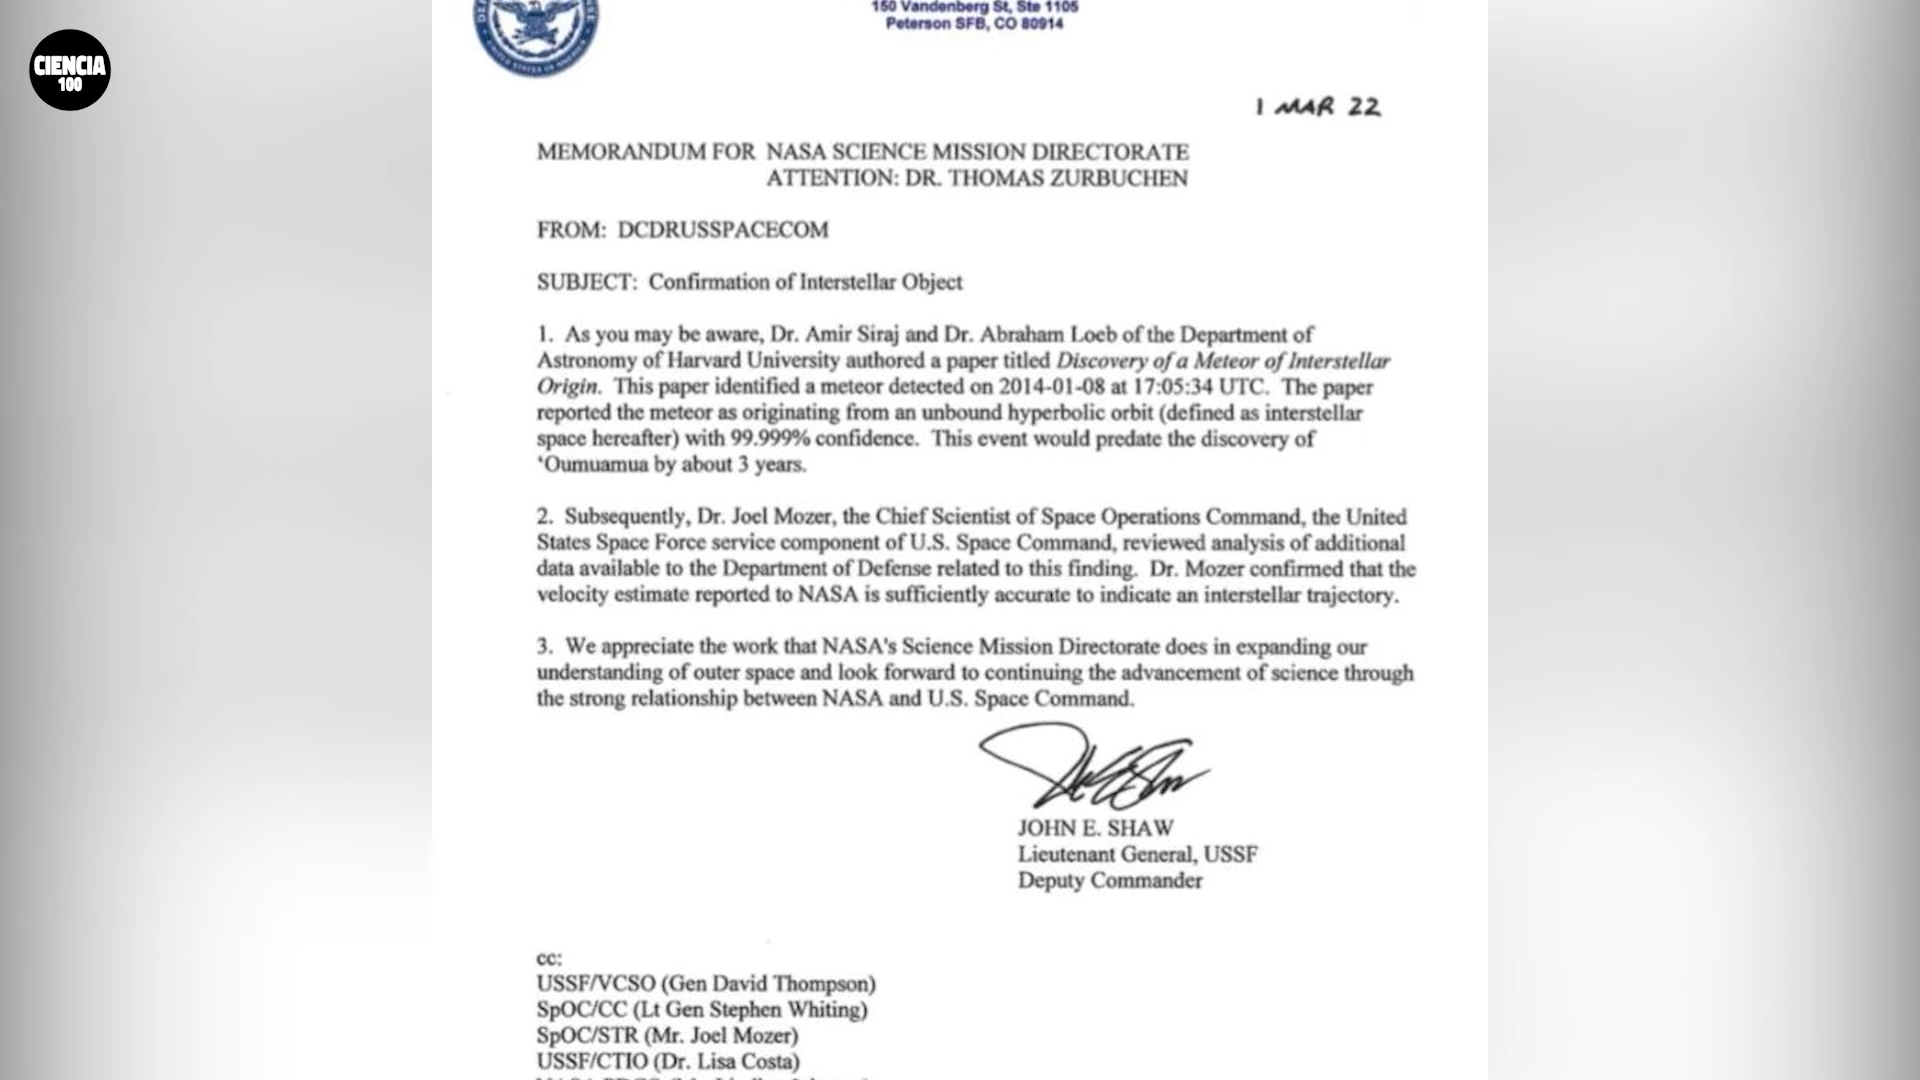 CIENCIA
100
150 Vandenberg St, Ste 1105
Peterson SFB, CO 80914
1 MAR 22
MEMORANDUM FOR NASA SCIENCE MISSION DIRECTORATE
ATTENTION: DR. THOMAS ZURBUCHEN
FROM: DCDRUSSPACECOM
SUBJECT: Confirmation of Interstellar Object
1. As you may be aware, Dr. Amir Siraj and Dr. Abraham Loeb of the Department of
Astronomy of Harvard University authored a paper titled Discovery of a Meteor of Interstellar
Origin. This paper identified a meteor detected on 2014-01-08 at 17:05:34 UTC. The paper
reported the meteor as originating from an unbound hyperbolic orbit (defined as interstellar
space hereafter) with 99.999% confidence. This event would predate the discovery of
‘Oumuamua by about 3 years.
2. Subsequently, Dr. Joel Mozer, the Chief Scientist of Space Operations Command, the United
States Space Force service component of U.S. Space Command, reviewed analysis of additional
data available to the Department of Defense related to this finding. Dr. Mozer confirmed that the
velocity estimate reported to NASA is sufficiently accurate to indicate an interstellar trajectory.
3. We appreciate the work that NASA's Science Mission Directorate does in expanding our
understanding of outer space and look forward to continuing the advancement of science through
the strong relationship between NASA and U.S. Space Command.
JOHN E. SHAW
Lieutenant General, USSF
Deputy Commander
cc:
USSF/VCSO (Gen David Thompson)
SpOC/CC (Lt Gen Stephen Whiting)
SpOC/STR (Mr. Joel Mozer)
USSF/CTIO (Dr. Lisa Costa)